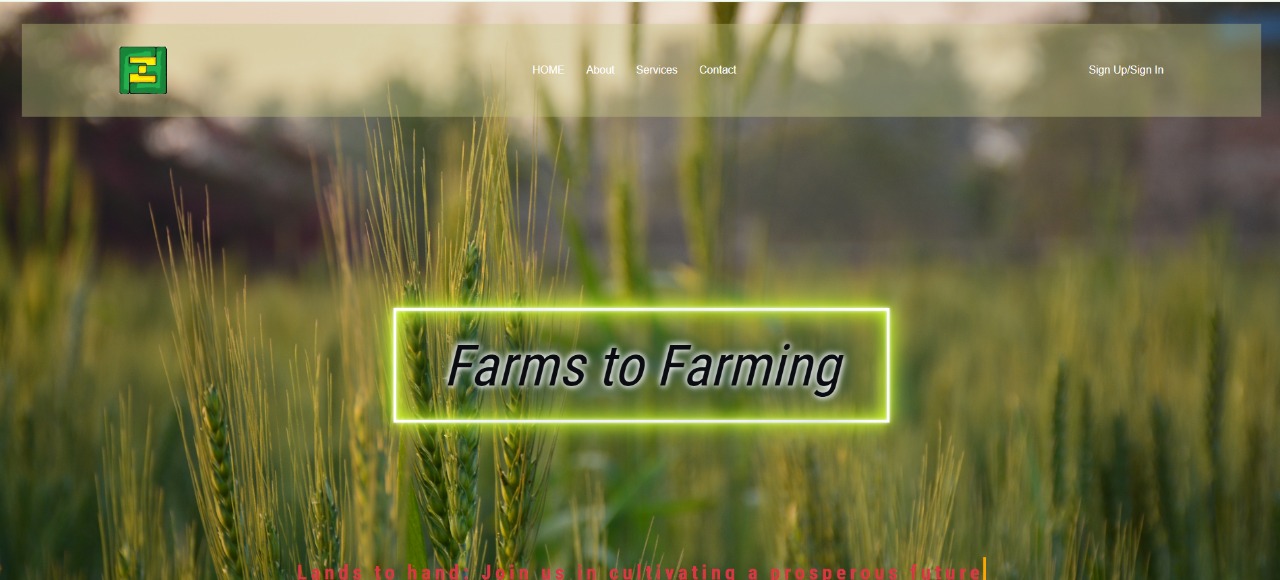 HOME About Services Contact Sign Up/Sign In
Farms to Farming
Lands to hand: Join us in cultivating a prosperous future